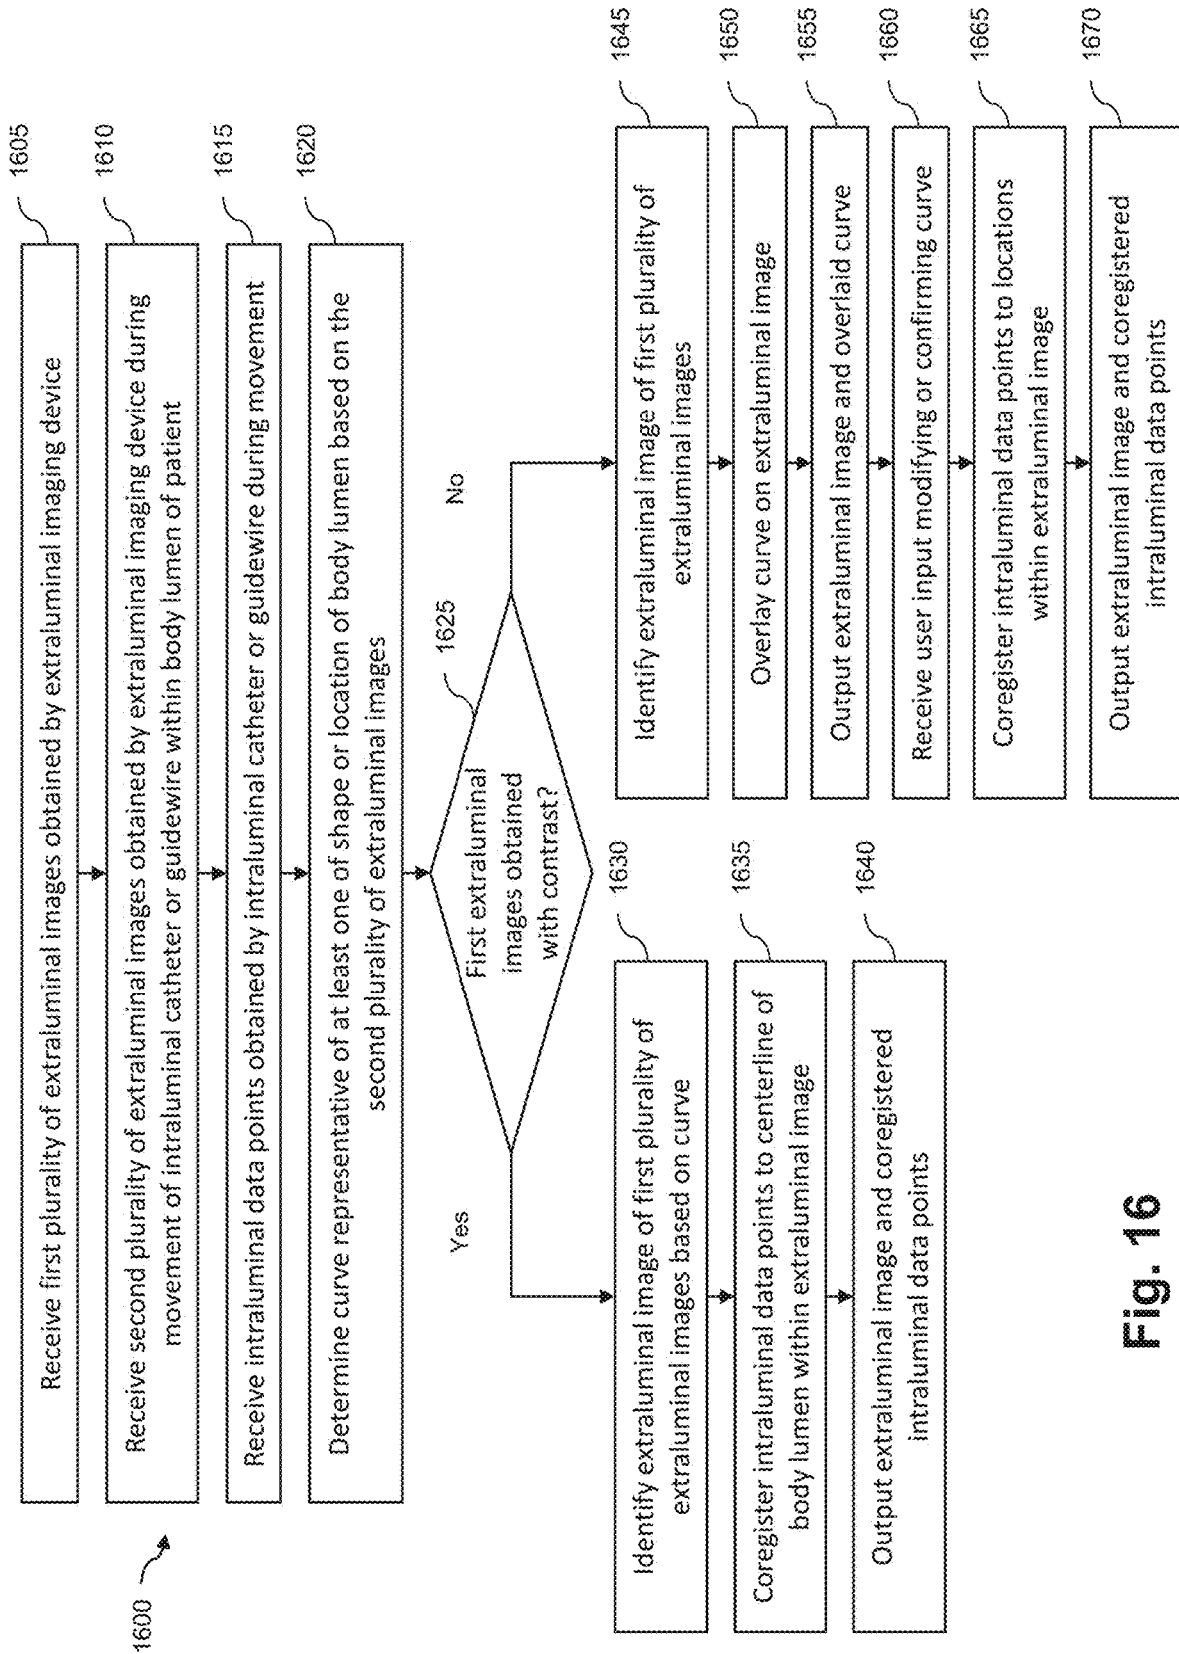 1600
Receive first plurality of extraluminal images obtained by extraluminal imaging device
1605
Receive second plurality of extraluminal images obtained by extraluminal imaging device during
movement of intraluminal catheter or guidewire within body lumen of patient
1610
Receive intraluminal data points obtained by intraluminal catheter or guidewire during movement
1615
Determine curve representative of at least one of shape or location of body lumen based on the
second plurality of extraluminal images
1620
First extraluminal
images obtained
with contrast?
1625
Yes
No
Identify extraluminal image of first plurality of
extraluminal images based on curve
1630
Coregister intraluminal data points to centerline of
body lumen within extraluminal image
1635
Output extraluminal image and coregistered
intraluminal data points
1640
Identify extraluminal image of first plurality of
extraluminal images
1645
Overlay curve on extraluminal image
1650
Output extraluminal image and overlaid curve
1655
Receive user input modifying or confirming curve
1660
Coregister intraluminal data points to locations
within extraluminal image
1665
Output extraluminal image and coregistered
intraluminal data points
1670
Fig. 16